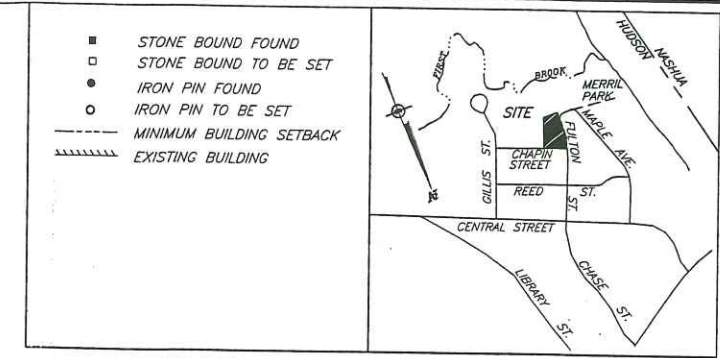 STONE BOUND FOUND
STONE BOUND TO BE SET
IRON PIN FOUND
IRON PIN TO BE SET
MINIMUM BUILDING SETBACK
EXISTING BUILDING
HUDSON
NASHUA
FIRST
BROOK
MERRIL
PARK
SITE
MAPLE AVE.
FULTON ST.
CHAPIN
STREET
GILLIS ST.
REED ST.
CENTRAL STREET
LIBRARY ST.
CHASE ST.